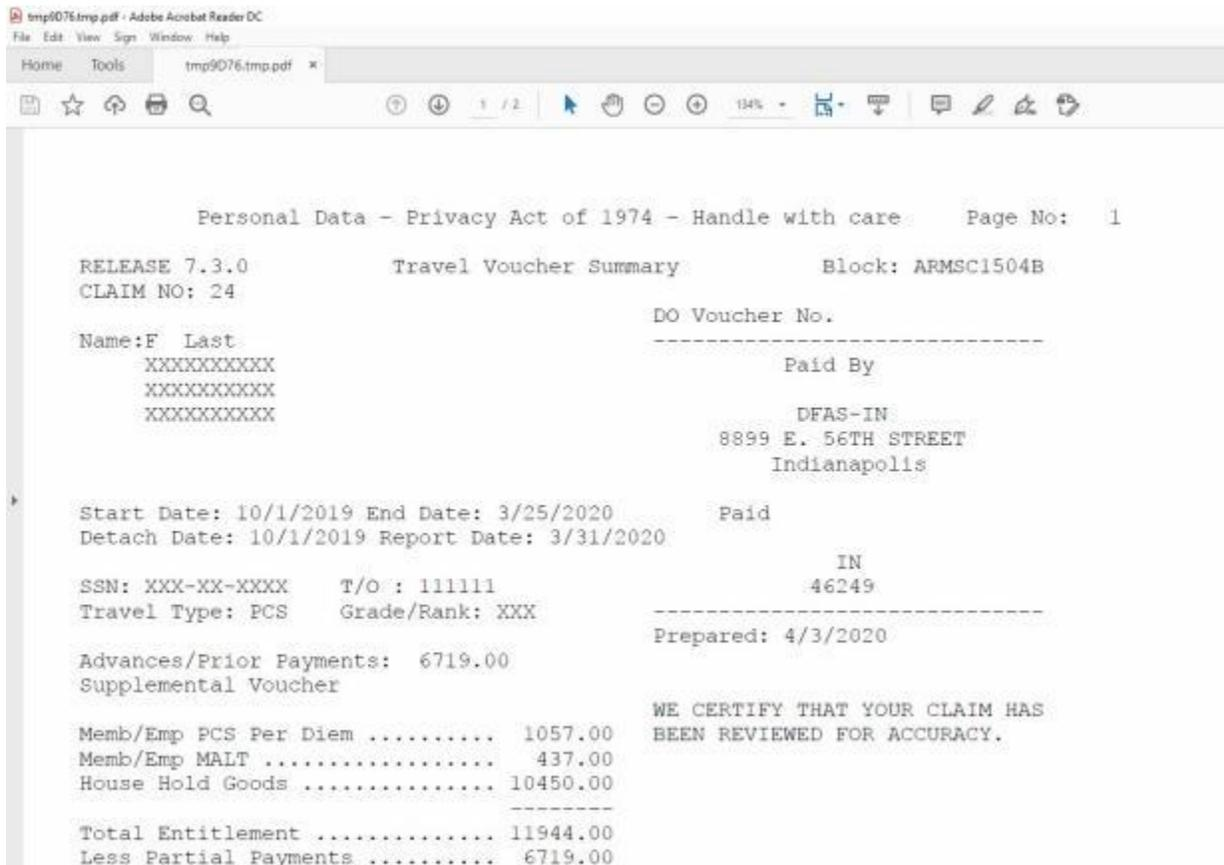 tmp9D76.tmp.pdf - Adobe Acrobat Reader DC
File Edit View Sign Window Help
Home Tools tmp9D76.tmp.pdf ×
1 / 2 134%
Personal Data - Privacy Act of 1974 - Handle with care Page No: 1
RELEASE 7.3.0 Travel Voucher Summary Block: ARMSC1504B
CLAIM NO: 24
DO Voucher No.
Name:F Last ------------------------------
XXXXXXXXXX Paid By
XXXXXXXXXX
XXXXXXXXXX DFAS-IN
8899 E. 56TH STREET
Indianapolis
Start Date: 10/1/2019 End Date: 3/25/2020 Paid
Detach Date: 10/1/2019 Report Date: 3/31/2020
IN
SSN: XXX-XX-XXXX T/O : 111111 46249
Travel Type: PCS Grade/Rank: XXX ------------------------------
Prepared: 4/3/2020
Advances/Prior Payments: 6719.00
Supplemental Voucher
WE CERTIFY THAT YOUR CLAIM HAS
Memb/Emp PCS Per Diem .......... 1057.00 BEEN REVIEWED FOR ACCURACY.
Memb/Emp MALT .................. 437.00
House Hold Goods ............... 10450.00
--------
Total Entitlement .............. 11944.00
Less Partial Payments .......... 6719.00